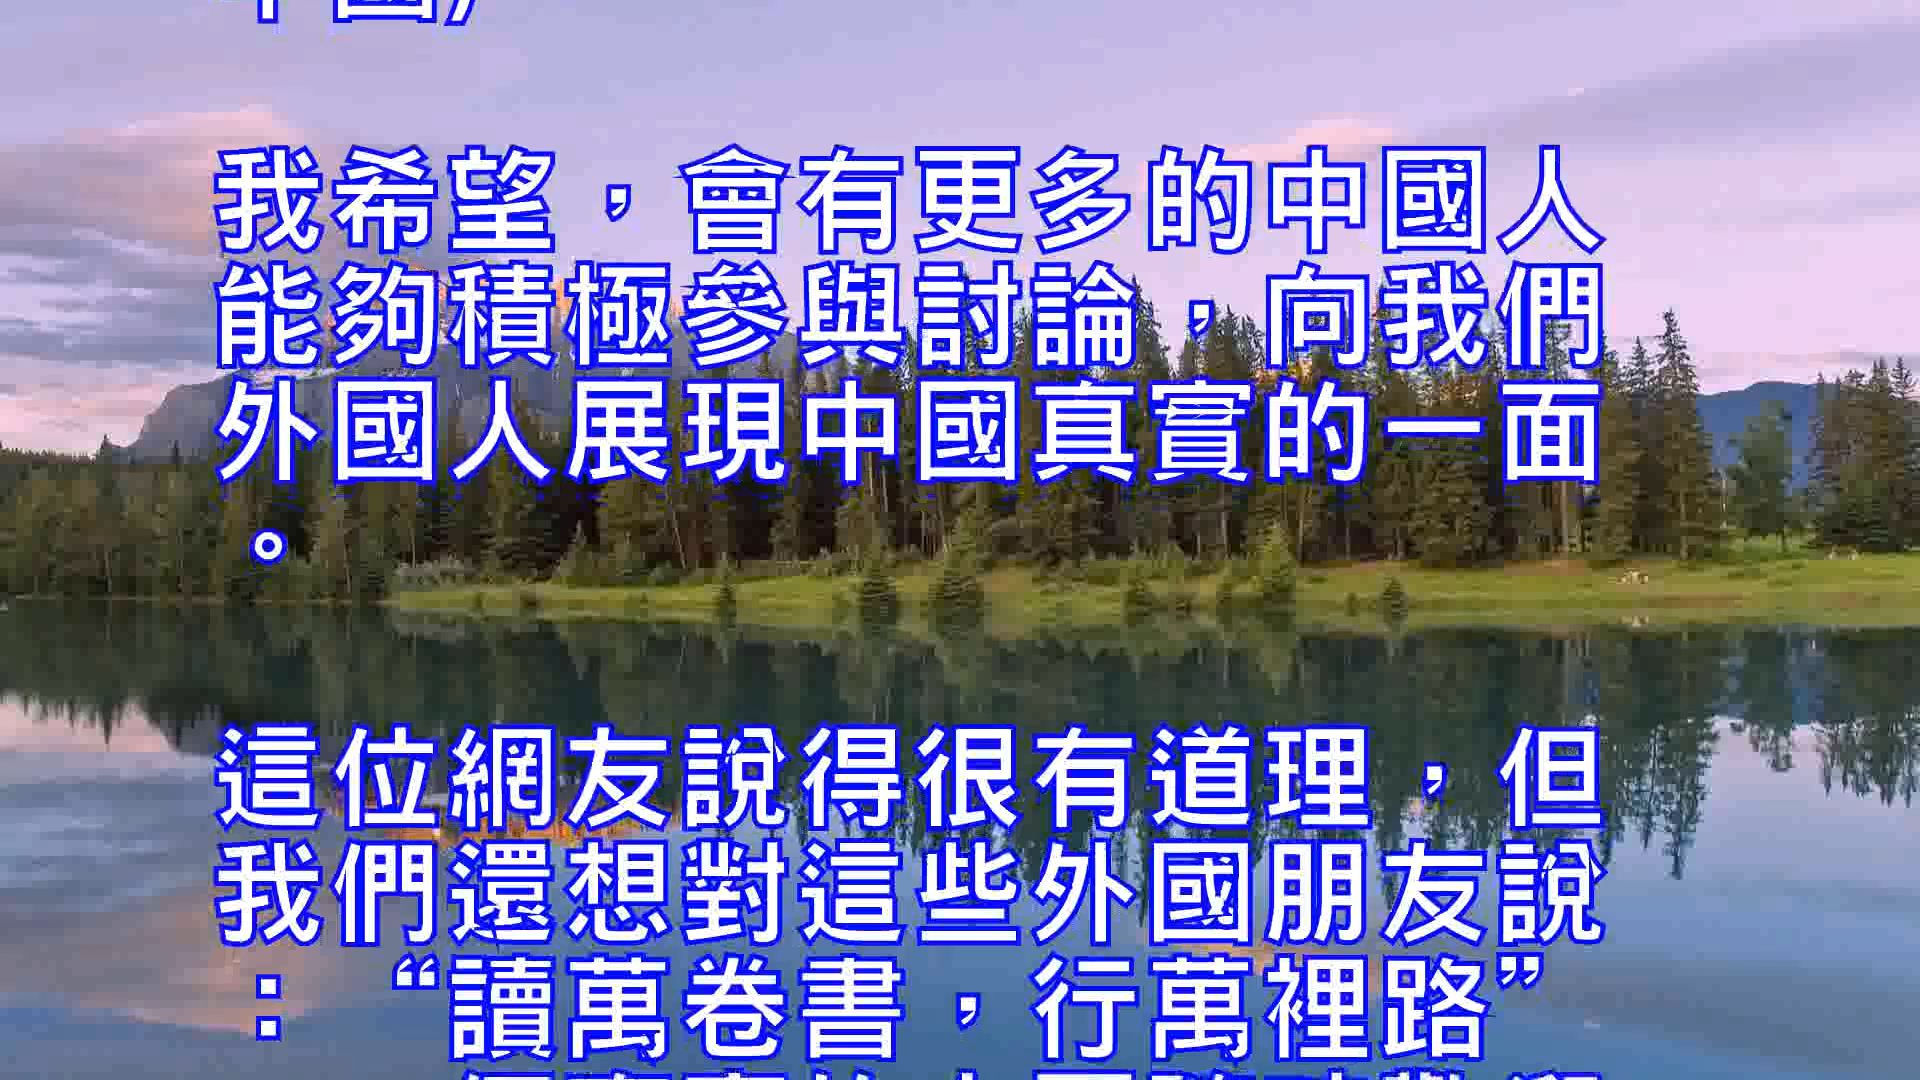 我希望，會有更多的中國人
能夠積極參與討論，向我們
外國人展現中國真實的一面
。
這位網友說得很有道理，但
我們還想對這些外國朋友說
：“讀萬卷書，行萬裡路”